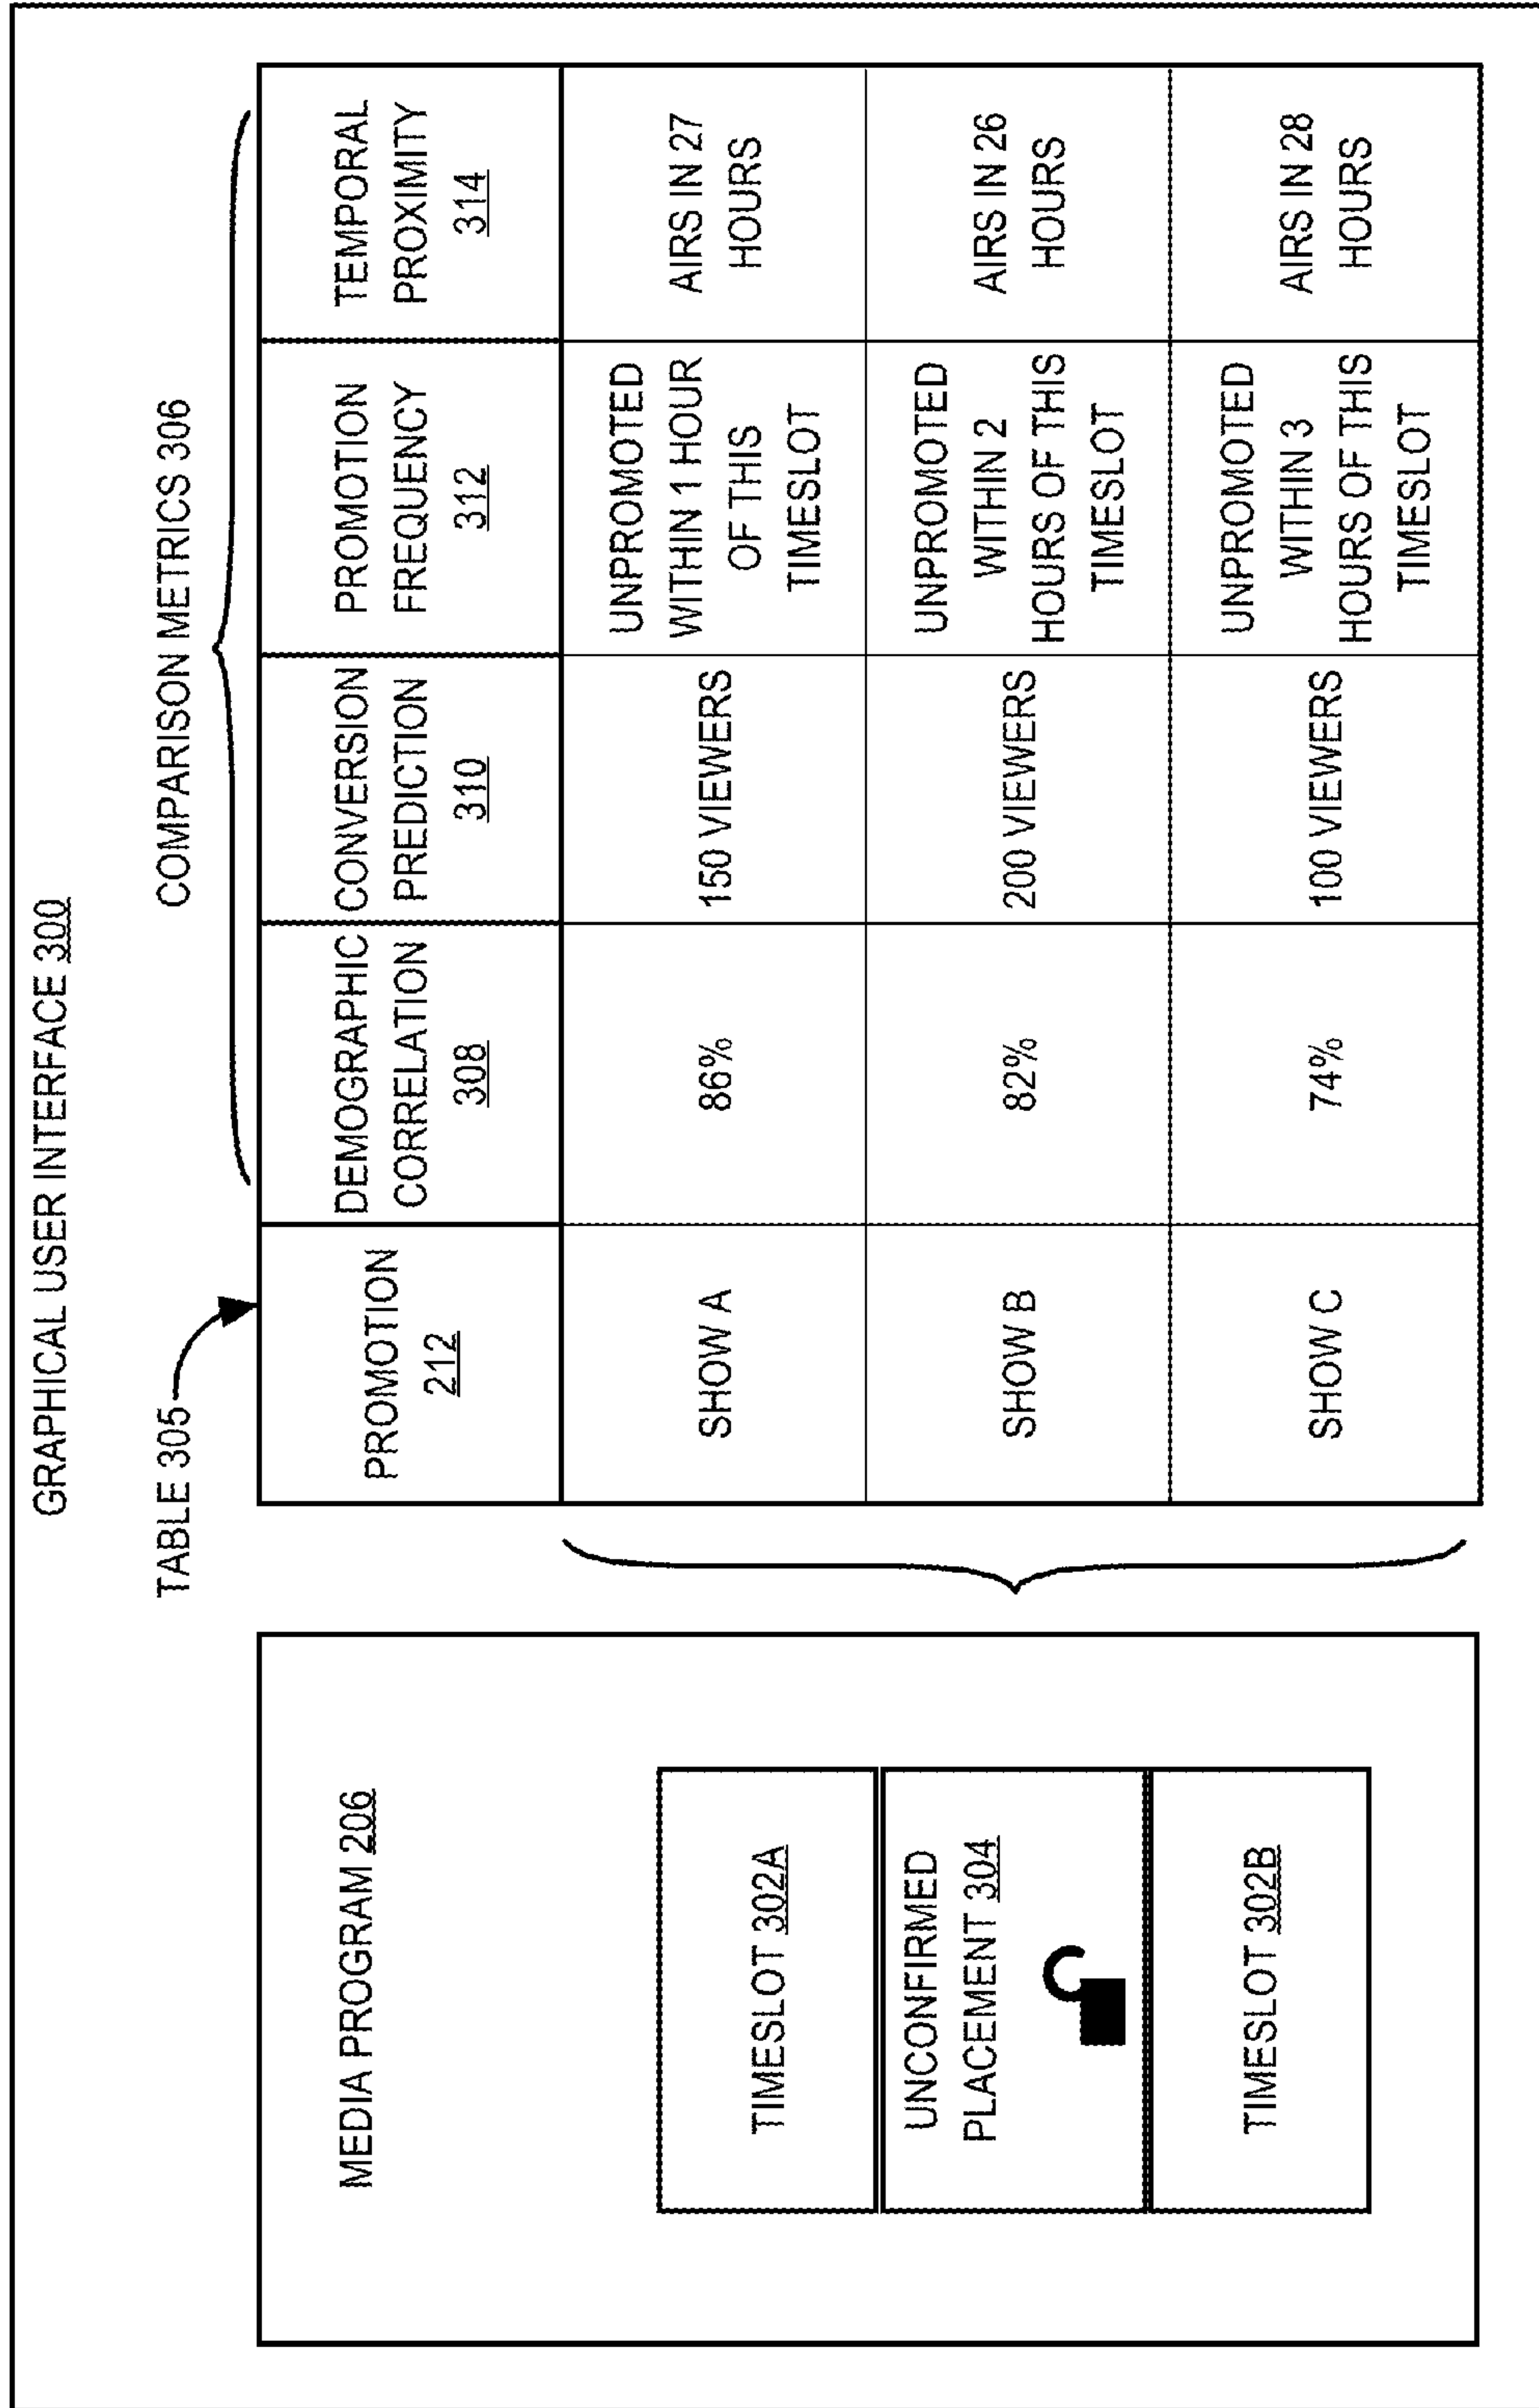 GRAPHICAL USER INTERFACE 300
MEDIA PROGRAM 206
TIMESLOT 302A
UNCONFIRMED
PLACEMENT 304
TIMESLOT 302B
TABLE 305
COMPARISON METRICS 306
PROMOTION
212
DEMOGRAPHIC
CORRELATION
308
CONVERSION
PREDICTION
310
PROMOTION
FREQUENCY
312
TEMPORAL
PROXIMITY
314
SHOW A
86%
150 VIEWERS
UNPROMOTED
WITHIN 1 HOUR
OF THIS
TIMESLOT
AIRS IN 27
HOURS
SHOW B
82%
200 VIEWERS
UNPROMOTED
WITHIN 2
HOURS OF THIS
TIMESLOT
AIRS IN 26
HOURS
SHOW C
74%
100 VIEWERS
UNPROMOTED
WITHIN 3
HOURS OF THIS
TIMESLOT
AIRS IN 28
HOURS